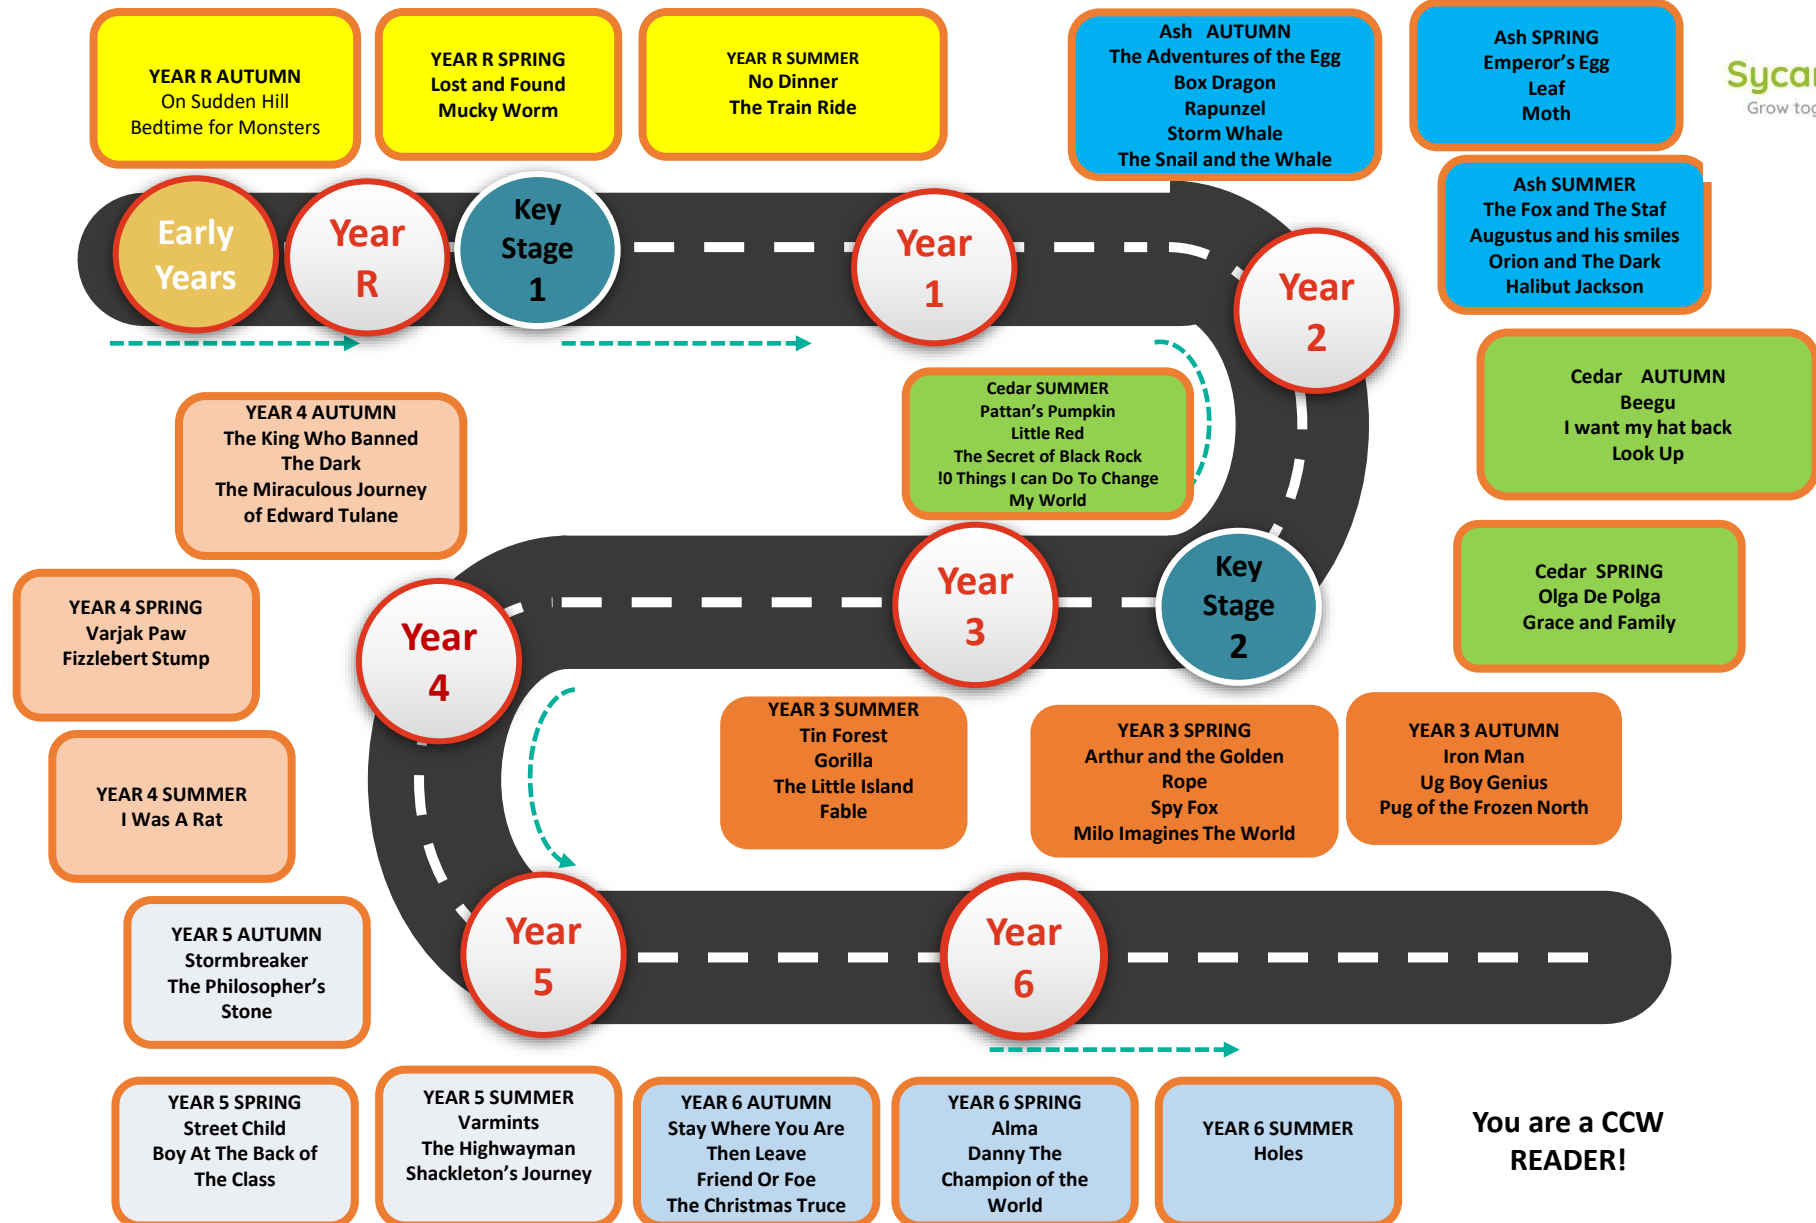 YEAR R AUTUMN
On Sudden Hill
Bedtime for Monsters
YEAR R SPRING
Lost and Found
Mucky Worm
YEAR R SUMMER
No Dinner
The Train Ride
Ash AUTUMN
The Adventures of the Egg
Box Dragon
Rapunzel
Storm Whale
The Snail and the Whale
Ash SPRING
Emperor's Egg
Leaf
Moth
Ash SUMMER
The Fox and The Staf
Augustus and his smiles
Orion and The Dark
Halibut Jackson
Early
Years
Year
R
Key
Stage
1
Year
1
Year
2
Cedar AUTUMN
Beegu
I want my hat back
Look Up
Cedar SPRING
Olga De Polga
Grace and Family
Cedar SUMMER
Pattan's Pumpkin
Little Red
The Secret of Black Rock
!0 Things I can Do To Change
My World
Key
Stage
2
Year
3
Year
4
YEAR 3 AUTUMN
Iron Man
Ug Boy Genius
Pug of the Frozen North
YEAR 3 SPRING
Arthur and the Golden
Rope
Spy Fox
Milo Imagines The World
YEAR 3 SUMMER
Tin Forest
Gorilla
The Little Island
Fable
YEAR 4 AUTUMN
The King Who Banned
The Dark
The Miraculous Journey
of Edward Tulane
YEAR 4 SPRING
Varjak Paw
Fizzlebert Stump
YEAR 4 SUMMER
I Was A Rat
Year
5
Year
6
YEAR 5 AUTUMN
Stormbreaker
The Philosopher's
Stone
YEAR 5 SPRING
Street Child
Boy At The Back of
The Class
YEAR 5 SUMMER
Varmints
The Highwayman
Shackleton's Journey
YEAR 6 AUTUMN
Stay Where You Are
Then Leave
Friend Or Foe
The Christmas Truce
YEAR 6 SPRING
Alma
Danny The
Champion of the
World
YEAR 6 SUMMER
Holes
You are a CCW
READER!
Grow